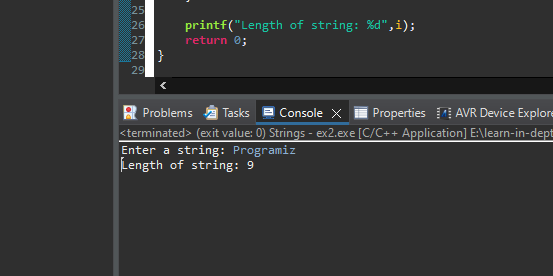 25
26 printf("Length of string: %d",i);
27 return 0;
28 }
29
Problems Tasks Console Properties AVR Device Explore
<terminated> (exit value: 0) Strings - ex2.exe [C/C++ Application] E:\learn-in-dept
Enter a string: Programiz
Length of string: 9